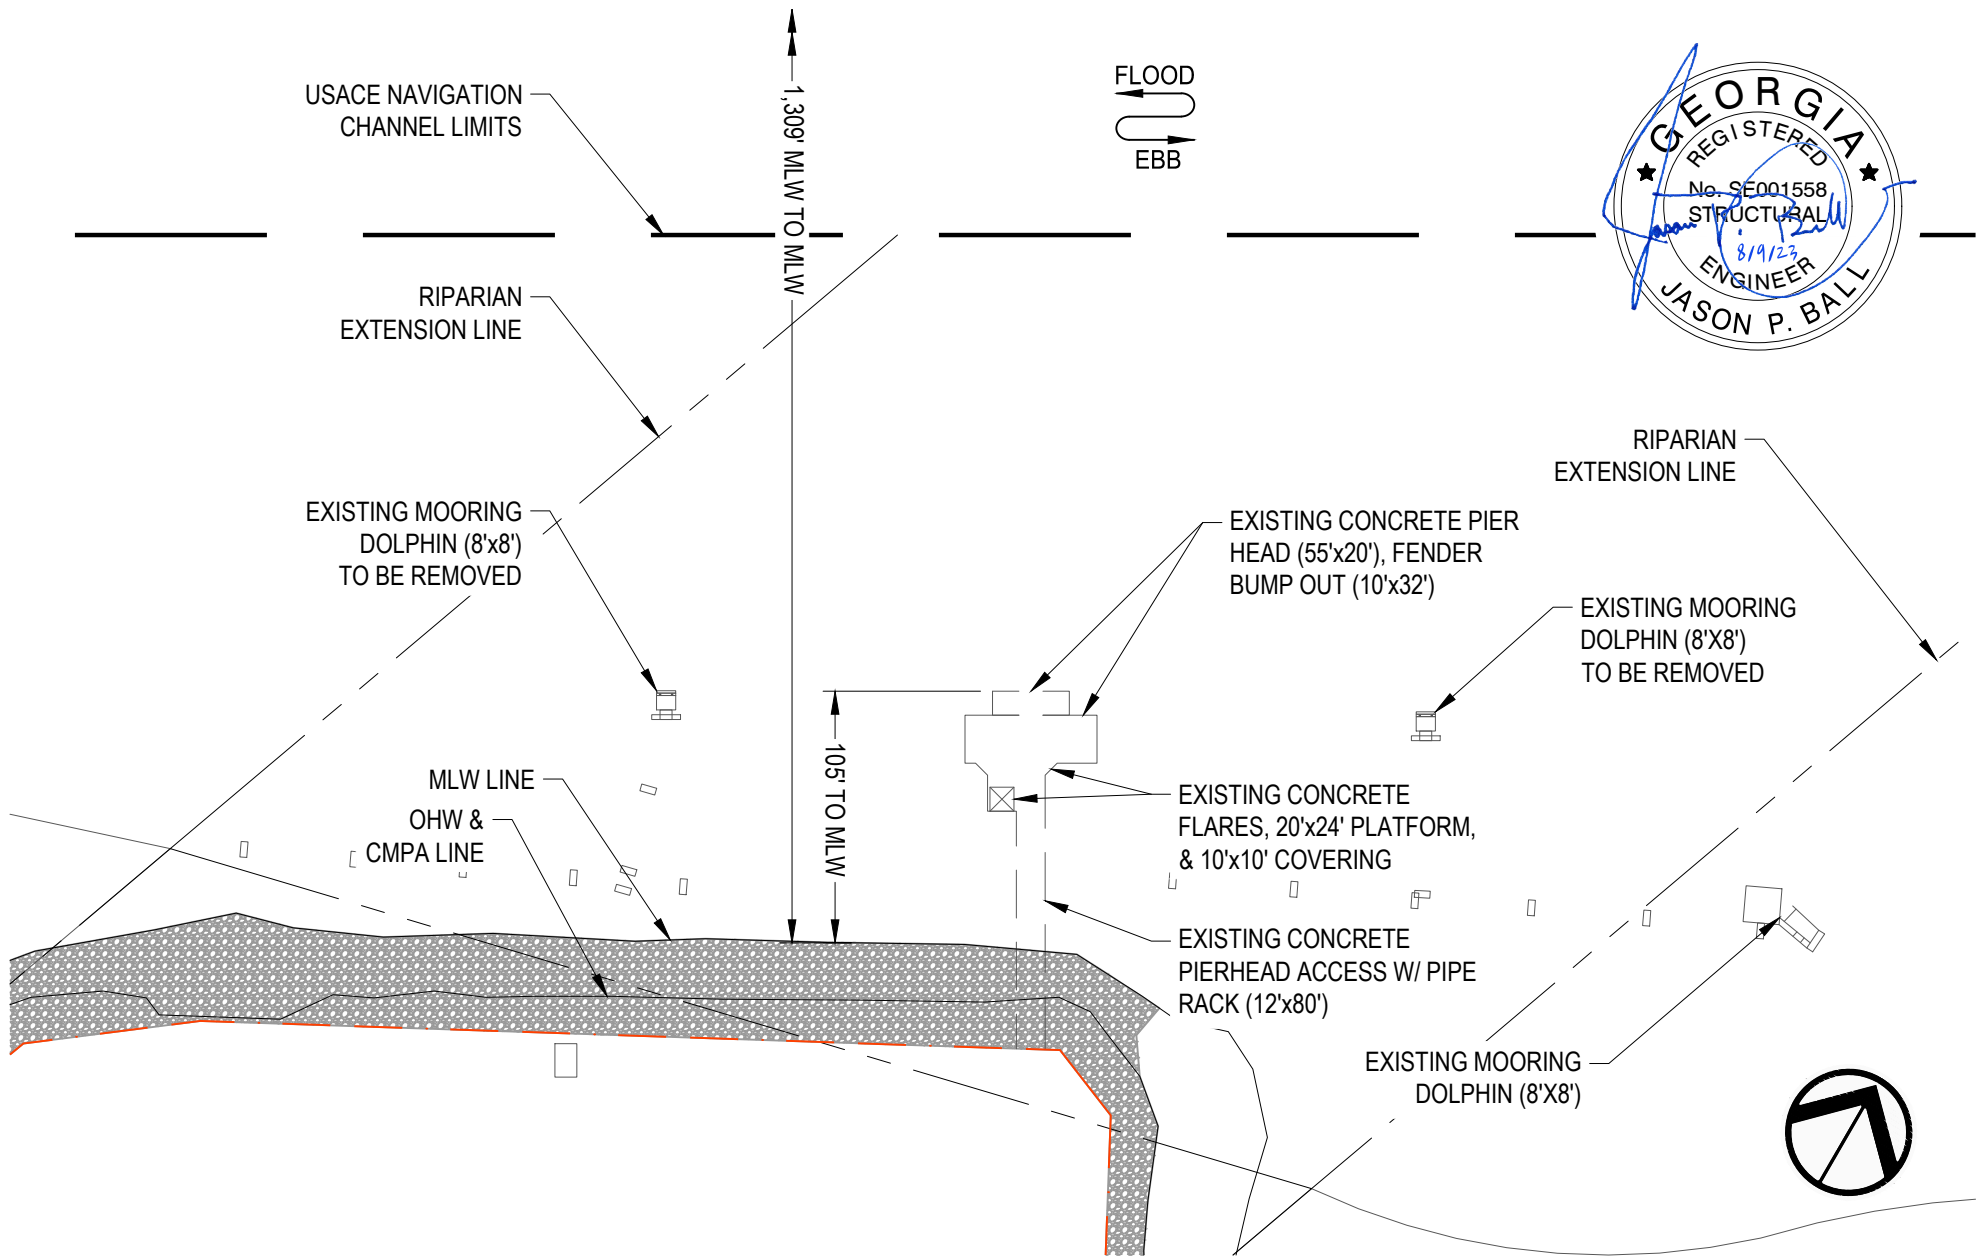 USACE NAVIGATION
CHANNEL LIMITS
1,309' MLW TO MLW
FLOOD
EBB
GEORGIA
REGISTERED
No. SE001558
STRUCTURAL
Jason P. Ball
8/9/23
ENGINEER
JASON P. BALL
RIPARIAN
EXTENSION LINE
RIPARIAN
EXTENSION LINE
EXISTING MOORING
DOLPHIN (8'x8')
TO BE REMOVED
EXISTING CONCRETE PIER
HEAD (55'x20'), FENDER
BUMP OUT (10'x32')
EXISTING MOORING
DOLPHIN (8'X8')
TO BE REMOVED
MLW LINE
OHW &
CMPA LINE
105' TO MLW
EXISTING CONCRETE
FLARES, 20'x24' PLATFORM,
& 10'x10' COVERING
EXISTING CONCRETE
PIERHEAD ACCESS W/ PIPE
RACK (12'x80')
EXISTING MOORING
DOLPHIN (8'X8')